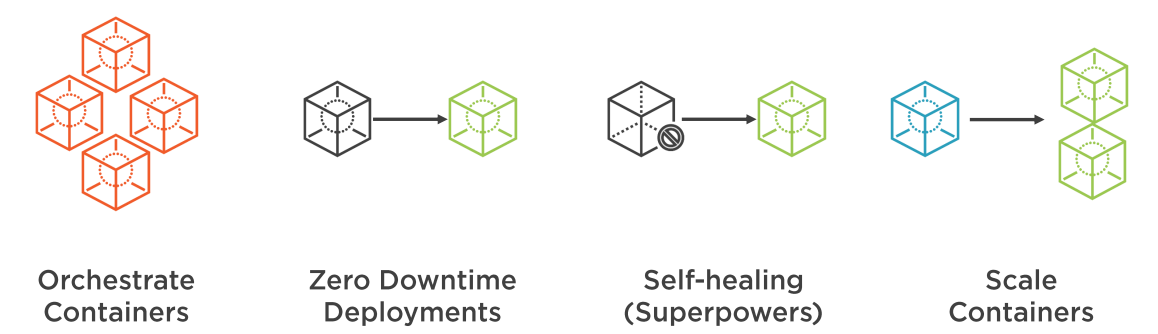 Orchestrate
Containers
Zero Downtime
Deployments
Self-healing
(Superpowers)
Scale
Containers